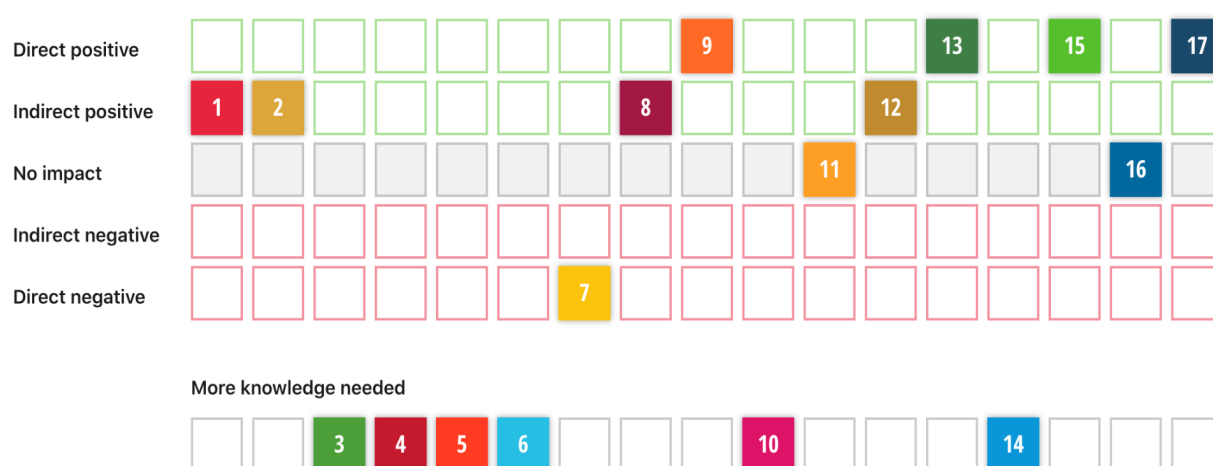 Direct positive 9 13 15 17
Indirect positive 1 2 8 12
No impact 11 16
Indirect negative
Direct negative 7
More knowledge needed
3 4 5 6 10 14